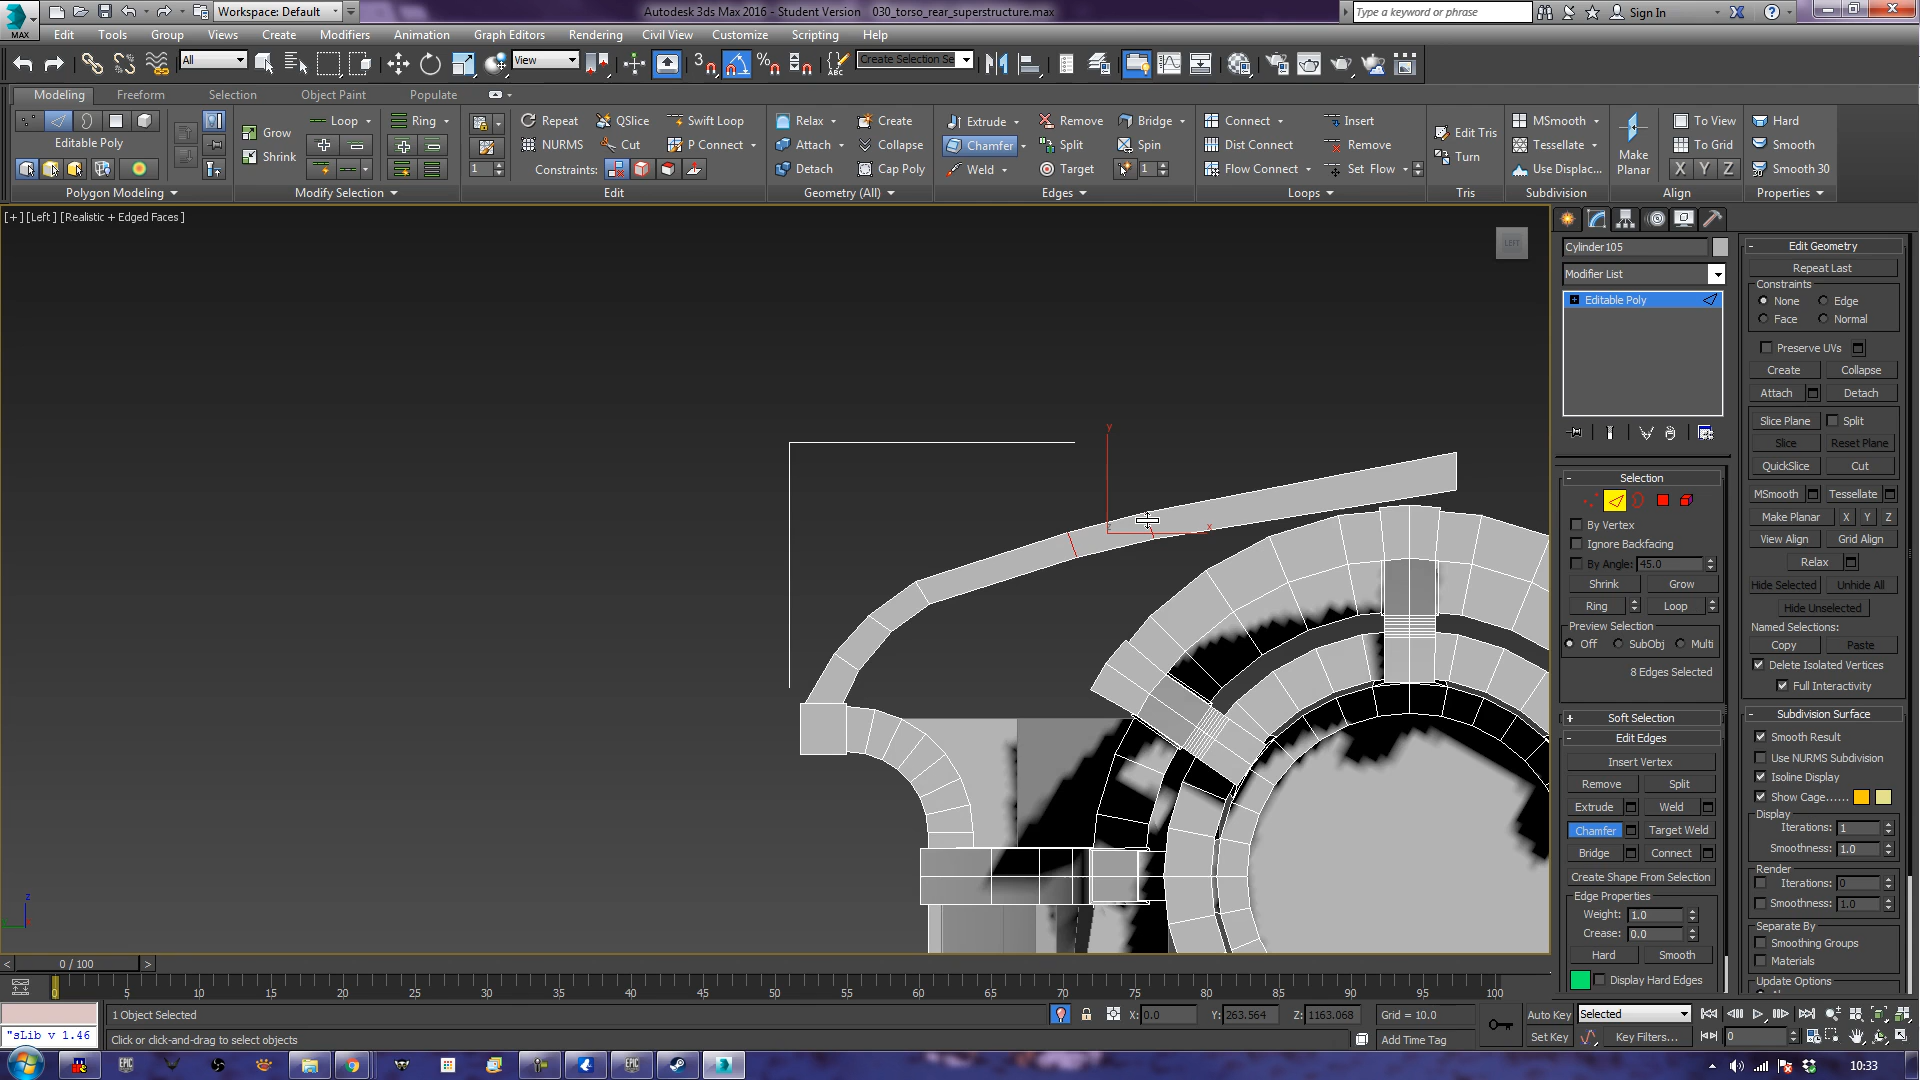 MAX
Workspace: Default
Autodesk 3ds Max 2016 - Student Version   030_torso_rear_superstructure.max
Type a keyword or phrase
Sign In
Edit Tools Group Views Create Modifiers Animation Graph Editors Rendering Civil View Customize Scripting Help
All
View
3
ABC
Create Selection Se
Modeling Freeform Selection Object Paint Populate
Loop Ring Repeat QSlice Swift Loop Relax Create Extrude Remove Bridge Connect Insert MSmooth To View Hard
Grow
Editable Poly NURMS Cut P Connect Attach Collapse Chamfer Split Spin Dist Connect Remove Edit Tris Tessellate Make Planar To Grid Smooth
Shrink 1 Constraints: Detach Cap Poly Weld Target 1 Flow Connect Set Flow Turn Use Displac... X Y Z Smooth 30
Polygon Modeling Modify Selection Edit Geometry (All) Edges Loops Tris Subdivision Align Properties
[+] [Left] [Realistic + Edged Faces]
LEFT
y
x
z
z
Cylinder105
Modifier List
Editable Poly
Selection
By Vertex
Ignore Backfacing
By Angle: 45.0
Shrink Grow
Ring Loop
Preview Selection
Off SubObj Multi
8 Edges Selected
Soft Selection
Edit Edges
Insert Vertex
Remove Split
Extrude Weld
Chamfer Target Weld
Bridge Connect
Create Shape From Selection
Edge Properties
Weight: 1.0
Crease: 0.0
Hard Smooth
Display Hard Edges
Edit Geometry
Repeat Last
Constraints
None Edge
Face Normal
Preserve UVs
Create Collapse
Attach Detach
Slice Plane Split
Slice Reset Plane
QuickSlice Cut
MSmooth Tessellate
Make Planar X Y Z
View Align Grid Align
Relax
Hide Selected Unhide All
Hide Unselected
Named Selections:
Copy Paste
Delete Isolated Vertices
Full Interactivity
Subdivision Surface
Smooth Result
Use NURMS Subdivision
Isoline Display
Show Cage......
Display
Iterations: 1
Smoothness: 1.0
Render
Iterations: 0
Smoothness: 1.0
Separate By
Smoothing Groups
Materials
Update Options
< 0 / 100 >
0 5 10 15 20 25 30 35 40 45 50 55 60 65 70 75 80 85 90 95 100
"sLib v 1.46
1 Object Selected
Click or click-and-drag to select objects
X: 0.0 Y: 263.564 Z: 1163.068 Grid = 10.0
Add Time Tag
Auto Key Selected
Set Key Key Filters... 0
EPIC
EPIC
10:33